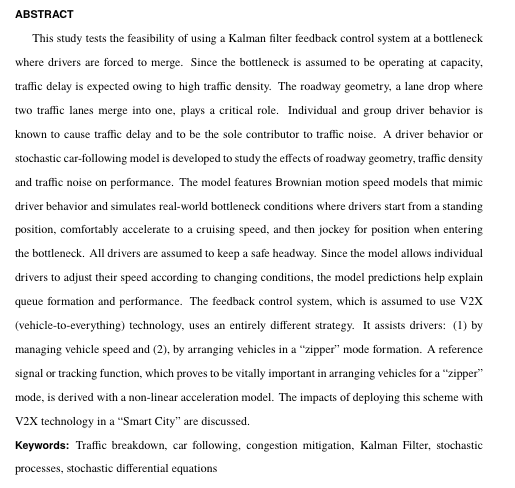 ABSTRACT
This study tests the feasibility of using a Kalman filter feedback control system at a bottleneck
where drivers are forced to merge. Since the bottleneck is assumed to be operating at capacity,
traffic delay is expected owing to high traffic density. The roadway geometry, a lane drop where
two traffic lanes merge into one, plays a critical role. Individual and group driver behavior is
known to cause traffic delay and to be the sole contributor to traffic noise. A driver behavior or
stochastic car-following model is developed to study the effects of roadway geometry, traffic density
and traffic noise on performance. The model features Brownian motion speed models that mimic
driver behavior and simulates real-world bottleneck conditions where drivers start from a standing
position, comfortably accelerate to a cruising speed, and then jockey for position when entering
the bottleneck. All drivers are assumed to keep a safe headway. Since the model allows individual
drivers to adjust their speed according to changing conditions, the model predictions help explain
queue formation and performance. The feedback control system, which is assumed to use V2X
(vehicle-to-everything) technology, uses an entirely different strategy. It assists drivers: (1) by
managing vehicle speed and (2), by arranging vehicles in a “zipper” mode formation. A reference
signal or tracking function, which proves to be vitally important in arranging vehicles for a “zipper”
mode, is derived with a non-linear acceleration model. The impacts of deploying this scheme with
V2X technology in a “Smart City” are discussed.
Keywords: Traffic breakdown, car following, congestion mitigation, Kalman Filter, stochastic
processes, stochastic differential equations